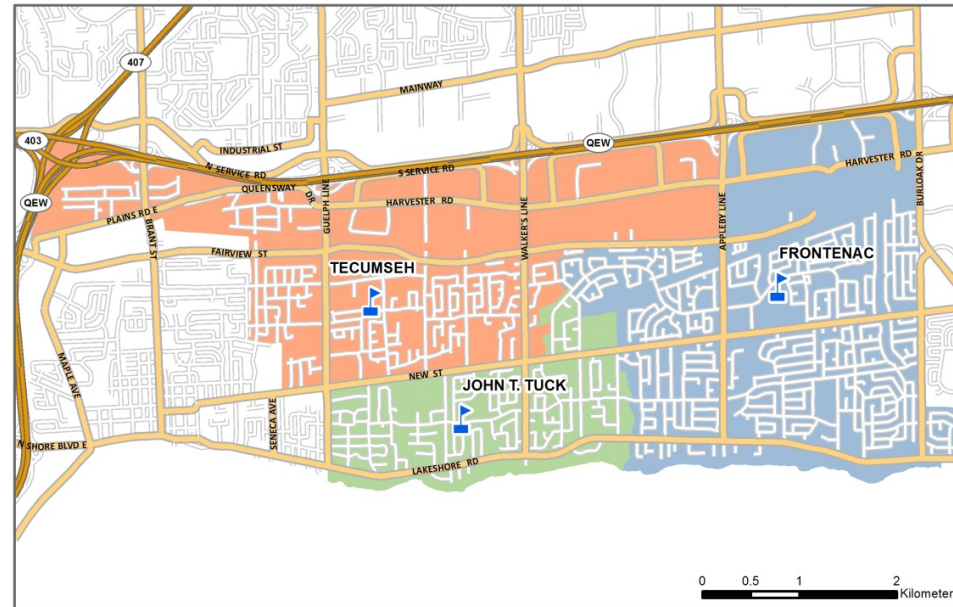 407
MAINWAY
403
QEW
INDUSTRIAL ST
N SERVICE RD
S SERVICE RD
HARVESTER RD
BURLOAK DR
QEW
QUEENSWAY DR
PLAINS RD E
HARVESTER RD
GUELPH LINE
WALKER'S LINE
APPLEBY LINE
BRANT ST
FAIRVIEW ST
TECUMSEH
FRONTENAC
MAPLE AVE
NEW ST
JOHN T. TUCK
SENECA AVE
N SHORE BLVD E
LAKESHORE RD
0 0.5 1 2
Kilometer